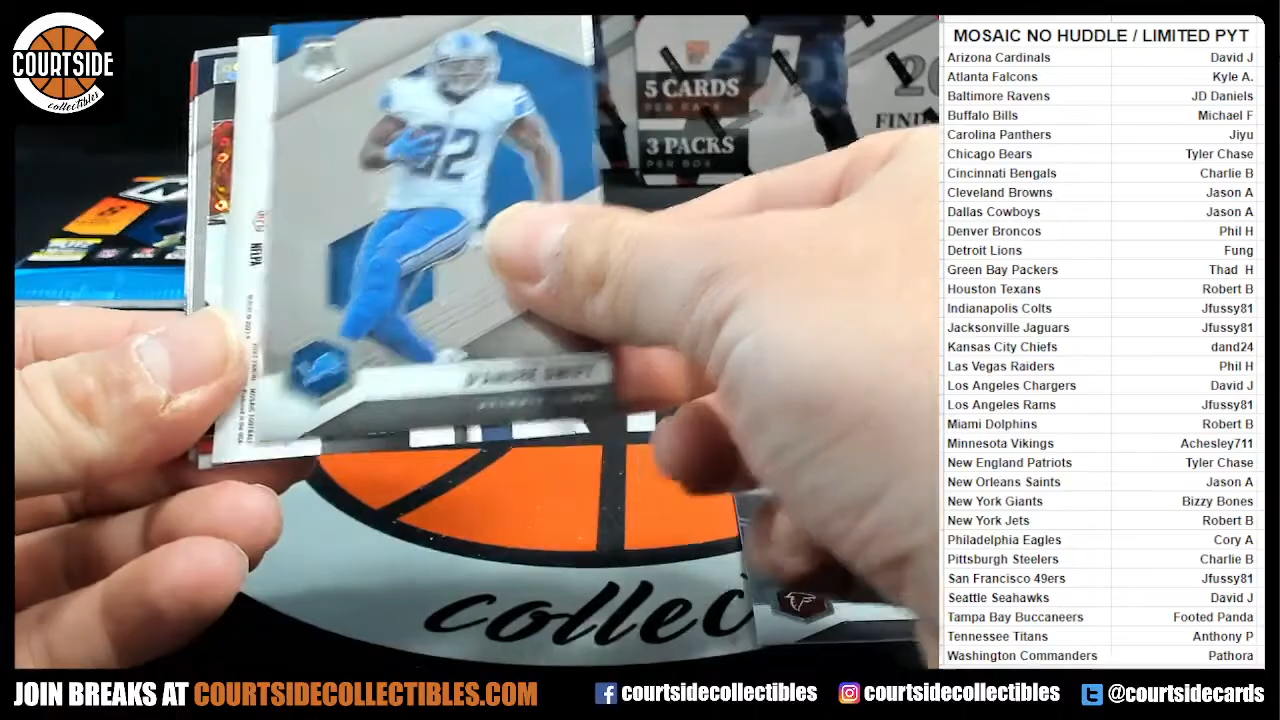 COURTSIDE
collectibles
5 CARDS
PER PACK
3 PACKS
PER BOX
20
FIND
32
NFLPA
D'ANDRE SWIFT
collec
MOSAIC NO HUDDLE / LIMITED PYT
Arizona Cardinals David J
Atlanta Falcons Kyle A.
Baltimore Ravens JD Daniels
Buffalo Bills Michael F
Carolina Panthers Jiyu
Chicago Bears Tyler Chase
Cincinnati Bengals Charlie B
Cleveland Browns Jason A
Dallas Cowboys Jason A
Denver Broncos Phil H
Detroit Lions Fung
Green Bay Packers Thad H
Houston Texans Robert B
Indianapolis Colts Jfussy81
Jacksonville Jaguars Jfussy81
Kansas City Chiefs dand24
Las Vegas Raiders Phil H
Los Angeles Chargers David J
Los Angeles Rams Jfussy81
Miami Dolphins Robert B
Minnesota Vikings Achesley711
New England Patriots Tyler Chase
New Orleans Saints Jason A
New York Giants Bizzy Bones
New York Jets Robert B
Philadelphia Eagles Cory A
Pittsburgh Steelers Charlie B
San Francisco 49ers Jfussy81
Seattle Seahawks David J
Tampa Bay Buccaneers Footed Panda
Tennessee Titans Anthony P
Washington Commanders Pathora
JOIN BREAKS AT COURTSIDECOLLECTIBLES.COM
courtsidecollectibles
courtsidecollectibles
@courtsidecards